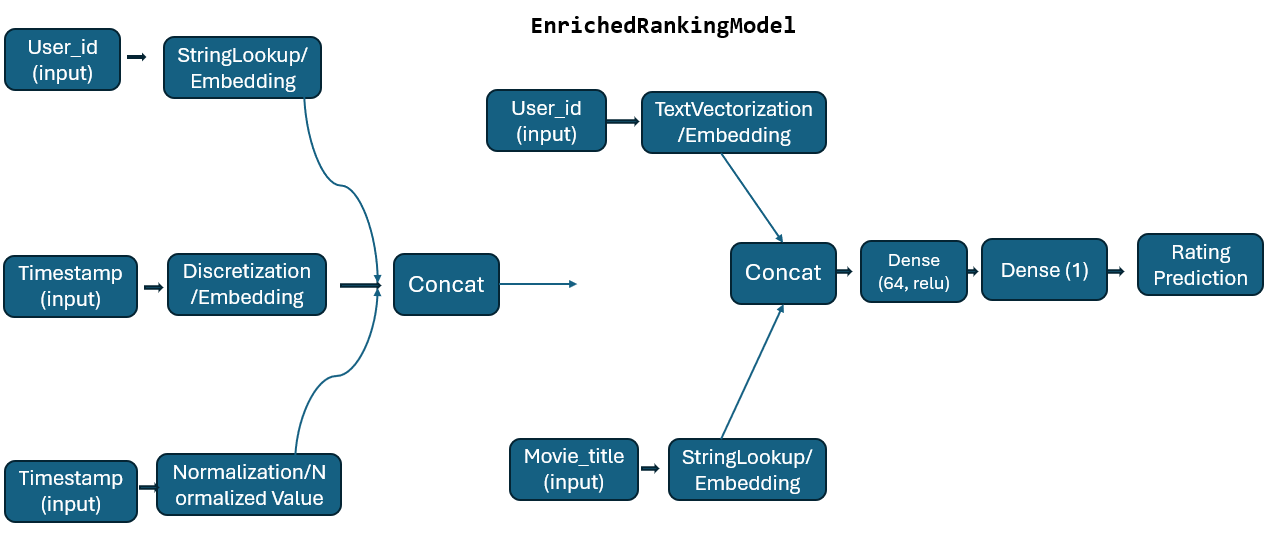 EnrichedRankingModel
User_id
(input)
StringLookup/
Embedding
Timestamp
(input)
Discretization
/Embedding
Concat
Timestamp
(input)
Normalization/N
ormalized Value
User_id
(input)
TextVectorization
/Embedding
Movie_title
(input)
StringLookup/
Embedding
Concat
Dense
(64, relu)
Dense (1)
Rating
Prediction